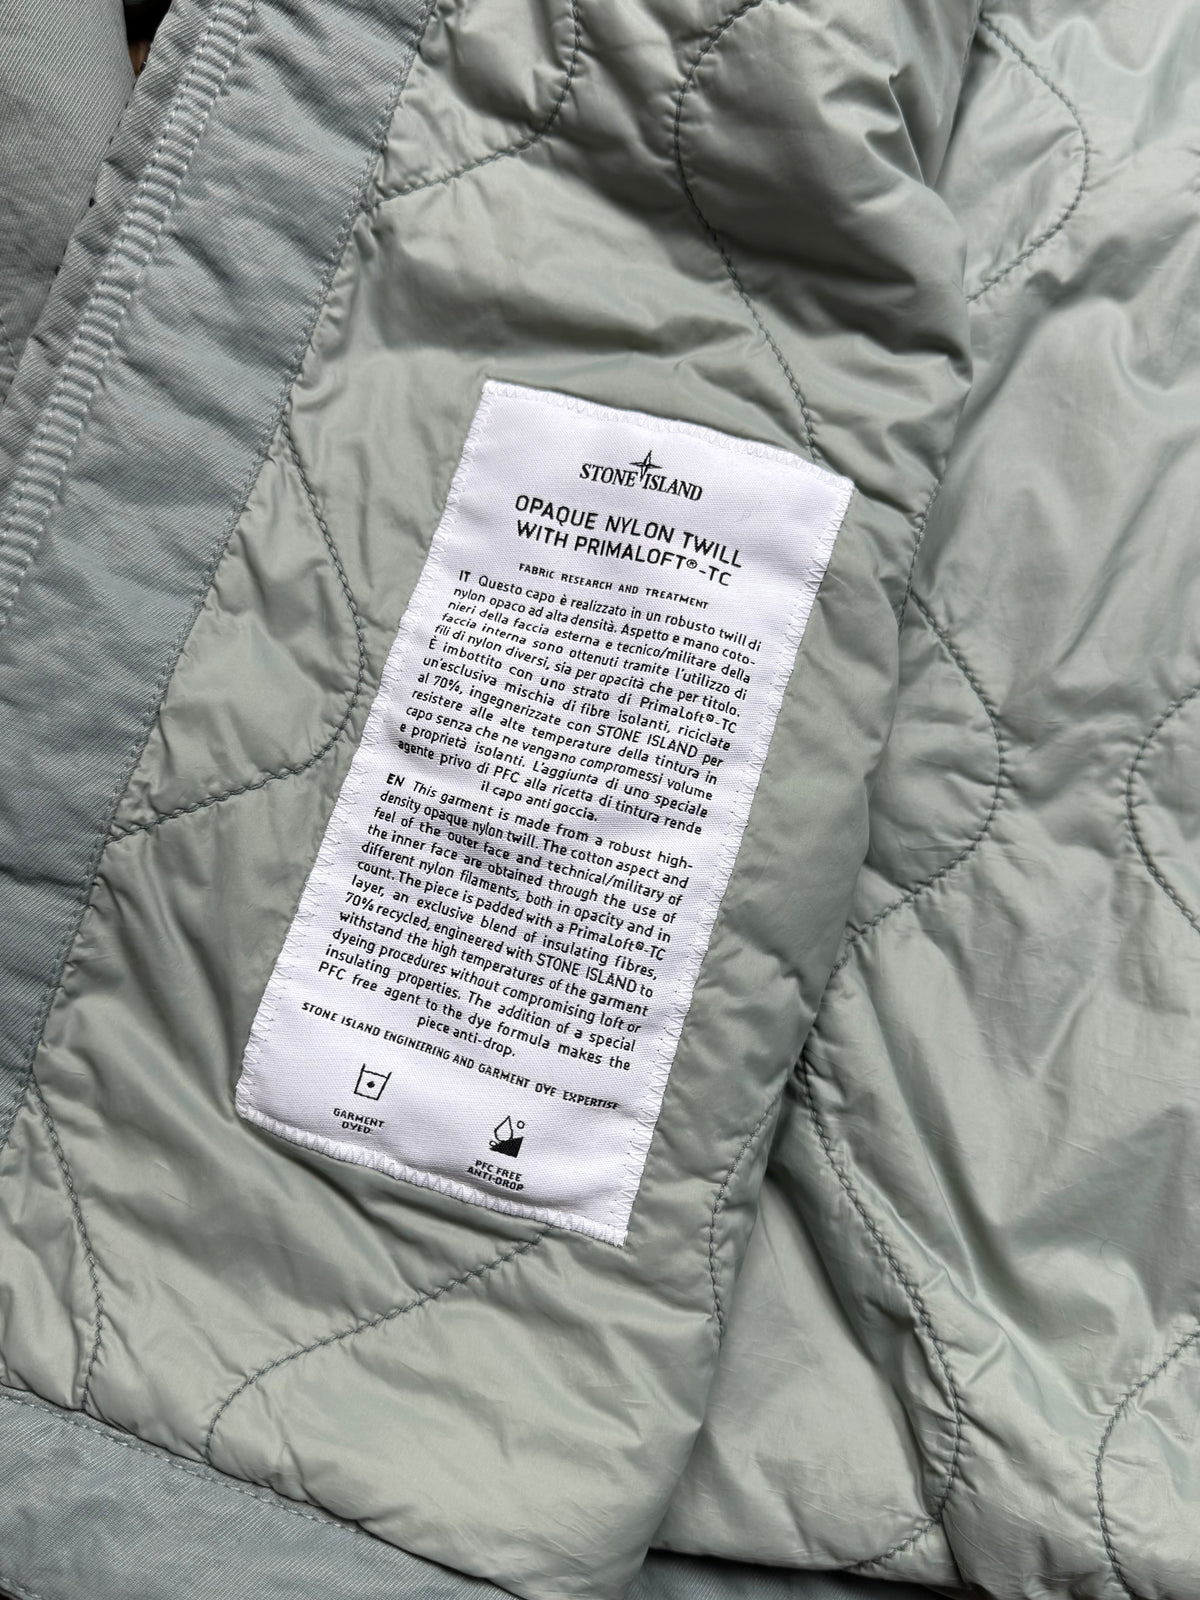 STONE ISLAND
OPAQUE NYLON TWILL
WITH PRIMALOFT®-TC
FABRIC RESEARCH AND TREATMENT
IT Questo capo è realizzato in un robusto twill di
nylon opaco ad alta densità. Aspetto e mano coto-
nieri della faccia esterna e tecnico/militare della
faccia interna sono ottenuti tramite l'utilizzo di
fili di nylon diversi, sia per opacità che per titolo.
È imbottito con uno strato di PrimaLoft®-TC
un'esclusiva mischia di fibre isolanti, riciclate
al 70%, ingegnerizzate con STONE ISLAND per
resistere alle alte temperature della tintura in
capo senza che ne vengano compromessi volume
e proprietà isolanti. L'aggiunta di uno speciale
agente privo di PFC alla ricetta di tintura rende
il capo anti goccia.
EN This garment is made from a robust high-
density opaque nylon twill. The cotton aspect and
feel of the outer face and technical/military of
the inner face are obtained through the use of
different nylon filaments, both in opacity and in
count. The piece is padded with a PrimaLoft®-TC
layer, an exclusive blend of insulating fibres,
70% recycled, engineered with STONE ISLAND to
withstand the high temperatures of the garment
dyeing procedures without compromising loft or
insulating properties. The addition of a special
PFC free agent to the dye formula makes the
piece anti-drop.
STONE ISLAND ENGINEERING AND GARMENT DYE EXPERTISE
GARMENT
DYED.
PFC FREE
ANTI-DROP